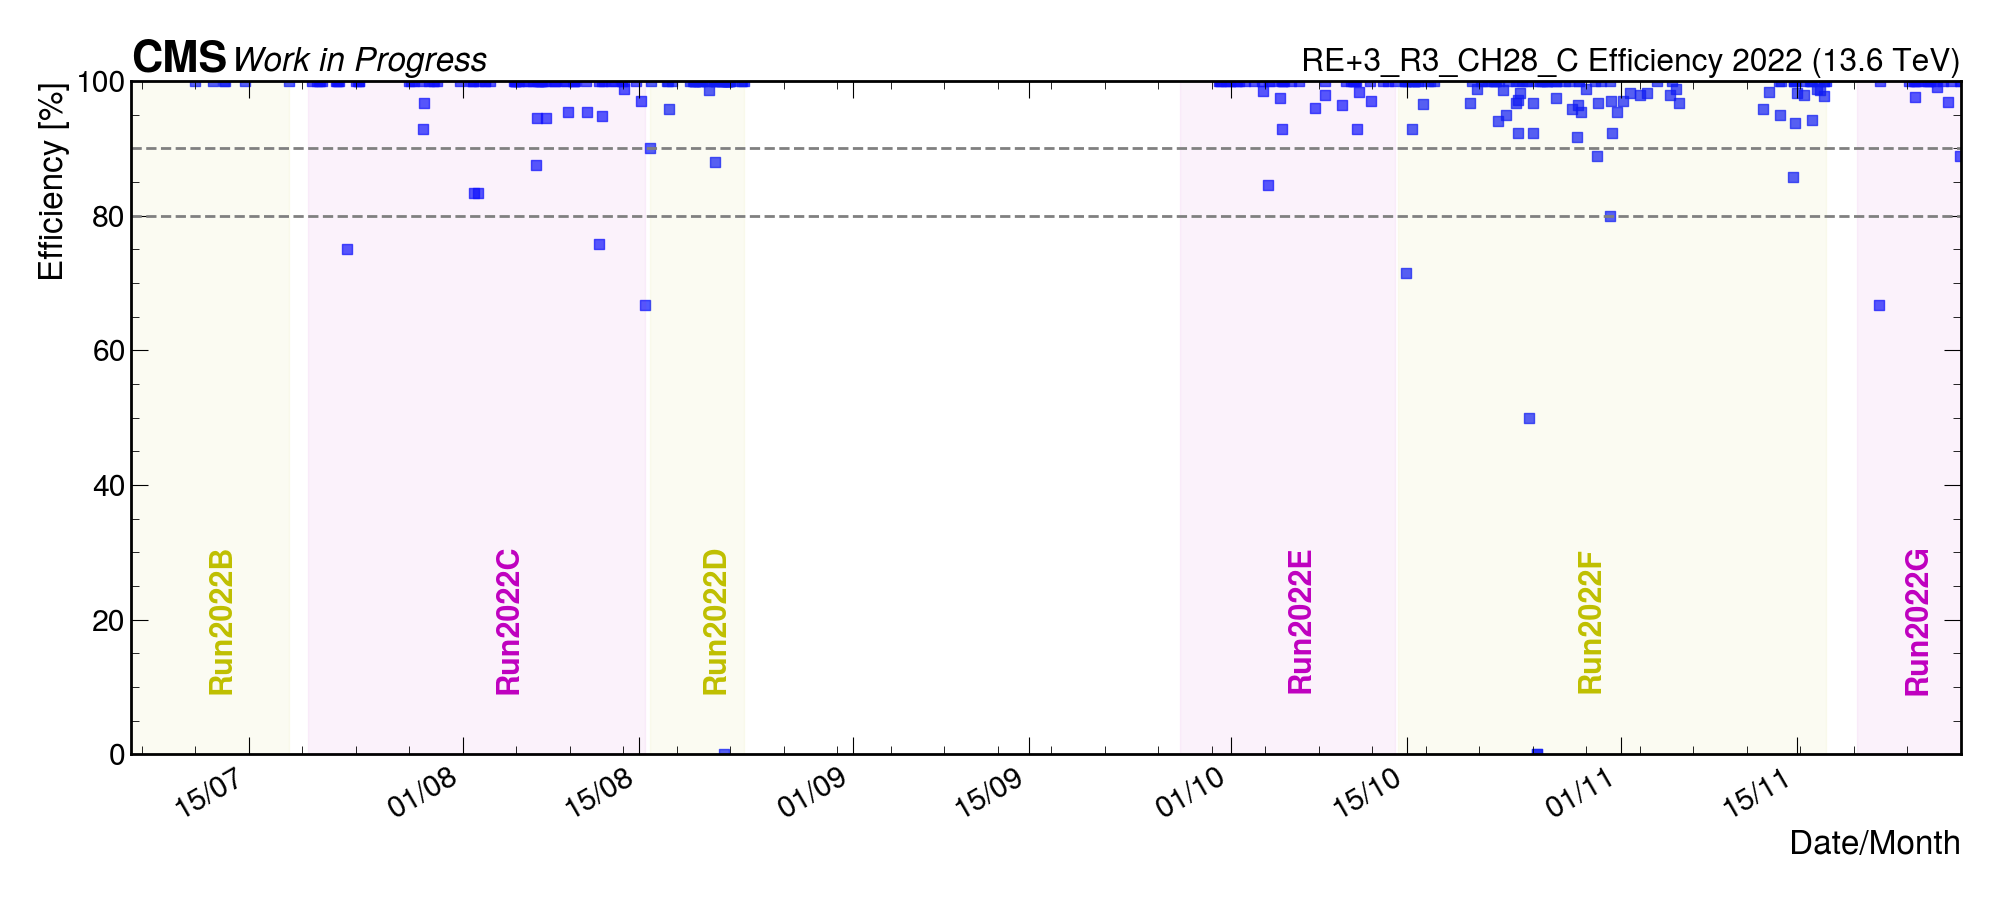 CMS Work in Progress
RE+3_R3_CH28_C Efficiency 2022 (13.6 TeV)
Efficiency [%]
100
80
60
40
20
0
Run2022B
Run2022C
Run2022D
Run2022E
Run2022F
Run2022G
15/07
01/08
15/08
01/09
15/09
01/10
15/10
01/11
15/11
Date/Month